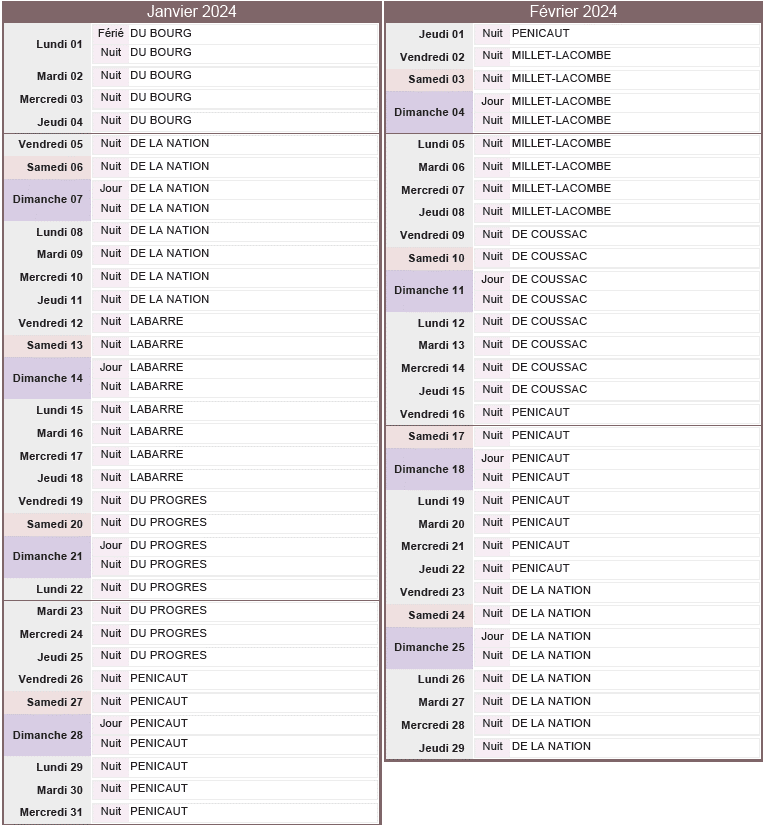 Janvier 2024
Lundi 01 Férié DU BOURG
Nuit DU BOURG
Mardi 02 Nuit DU BOURG
Mercredi 03 Nuit DU BOURG
Jeudi 04 Nuit DU BOURG
Vendredi 05 Nuit DE LA NATION
Samedi 06 Nuit DE LA NATION
Dimanche 07 Jour DE LA NATION
Nuit DE LA NATION
Lundi 08 Nuit DE LA NATION
Mardi 09 Nuit DE LA NATION
Mercredi 10 Nuit DE LA NATION
Jeudi 11 Nuit DE LA NATION
Vendredi 12 Nuit LABARRE
Samedi 13 Nuit LABARRE
Dimanche 14 Jour LABARRE
Nuit LABARRE
Lundi 15 Nuit LABARRE
Mardi 16 Nuit LABARRE
Mercredi 17 Nuit LABARRE
Jeudi 18 Nuit LABARRE
Vendredi 19 Nuit DU PROGRES
Samedi 20 Nuit DU PROGRES
Dimanche 21 Jour DU PROGRES
Nuit DU PROGRES
Lundi 22 Nuit DU PROGRES
Mardi 23 Nuit DU PROGRES
Mercredi 24 Nuit DU PROGRES
Jeudi 25 Nuit DU PROGRES
Vendredi 26 Nuit PENICAUT
Samedi 27 Nuit PENICAUT
Dimanche 28 Jour PENICAUT
Nuit PENICAUT
Lundi 29 Nuit PENICAUT
Mardi 30 Nuit PENICAUT
Mercredi 31 Nuit PENICAUT
Février 2024
Jeudi 01 Nuit PENICAUT
Vendredi 02 Nuit MILLET-LACOMBE
Samedi 03 Nuit MILLET-LACOMBE
Dimanche 04 Jour MILLET-LACOMBE
Nuit MILLET-LACOMBE
Lundi 05 Nuit MILLET-LACOMBE
Mardi 06 Nuit MILLET-LACOMBE
Mercredi 07 Nuit MILLET-LACOMBE
Jeudi 08 Nuit MILLET-LACOMBE
Vendredi 09 Nuit DE COUSSAC
Samedi 10 Nuit DE COUSSAC
Dimanche 11 Jour DE COUSSAC
Nuit DE COUSSAC
Lundi 12 Nuit DE COUSSAC
Mardi 13 Nuit DE COUSSAC
Mercredi 14 Nuit DE COUSSAC
Jeudi 15 Nuit DE COUSSAC
Vendredi 16 Nuit PENICAUT
Samedi 17 Nuit PENICAUT
Dimanche 18 Jour PENICAUT
Nuit PENICAUT
Lundi 19 Nuit PENICAUT
Mardi 20 Nuit PENICAUT
Mercredi 21 Nuit PENICAUT
Jeudi 22 Nuit PENICAUT
Vendredi 23 Nuit DE LA NATION
Samedi 24 Nuit DE LA NATION
Dimanche 25 Jour DE LA NATION
Nuit DE LA NATION
Lundi 26 Nuit DE LA NATION
Mardi 27 Nuit DE LA NATION
Mercredi 28 Nuit DE LA NATION
Jeudi 29 Nuit DE LA NATION